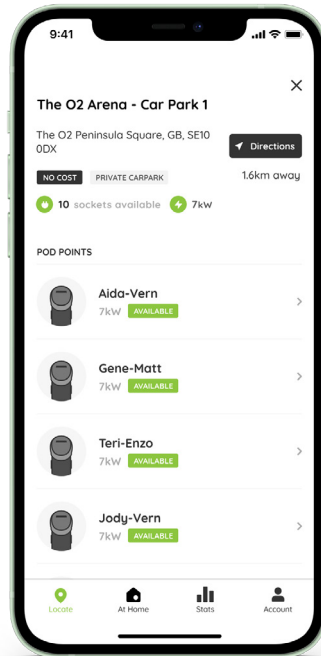 9:41
The O2 Arena - Car Park 1
The O2 Peninsula Square, GB, SE10
0DX
Directions
NO COST PRIVATE CARPARK
1.6km away
10 sockets available 7kW
POD POINTS
Aida-Vern
7kW AVAILABLE
Gene-Matt
7kW AVAILABLE
Teri-Enzo
7kW AVAILABLE
Jody-Vern
7kW AVAILABLE
Locate At Home Stats Account